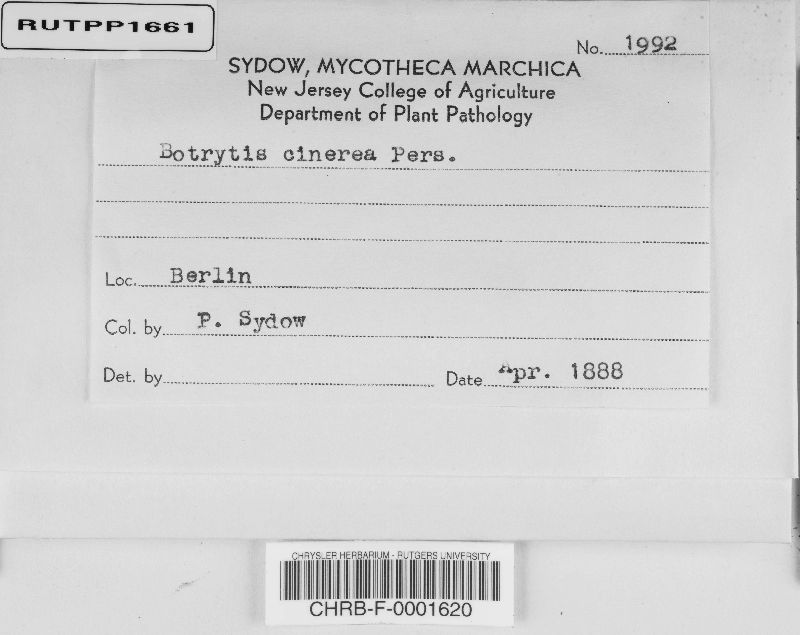 RUTPP1661
No. 1992
SYDOW, MYCOTHECA MARCHICA
New Jersey College of Agriculture
Department of Plant Pathology
Botrytis cinerea Pers.
Loc. Berlin
Col. by P. Sydow
Det. by
Date Apr. 1888
CHRYSLER HERBARIUM - RUTGERS UNIVERSITY
CHRB-F-0001620